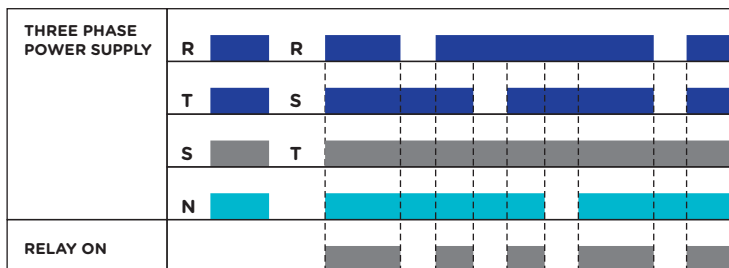 THREE PHASE
POWER SUPPLY
R R
T S
S T
N
RELAY ON